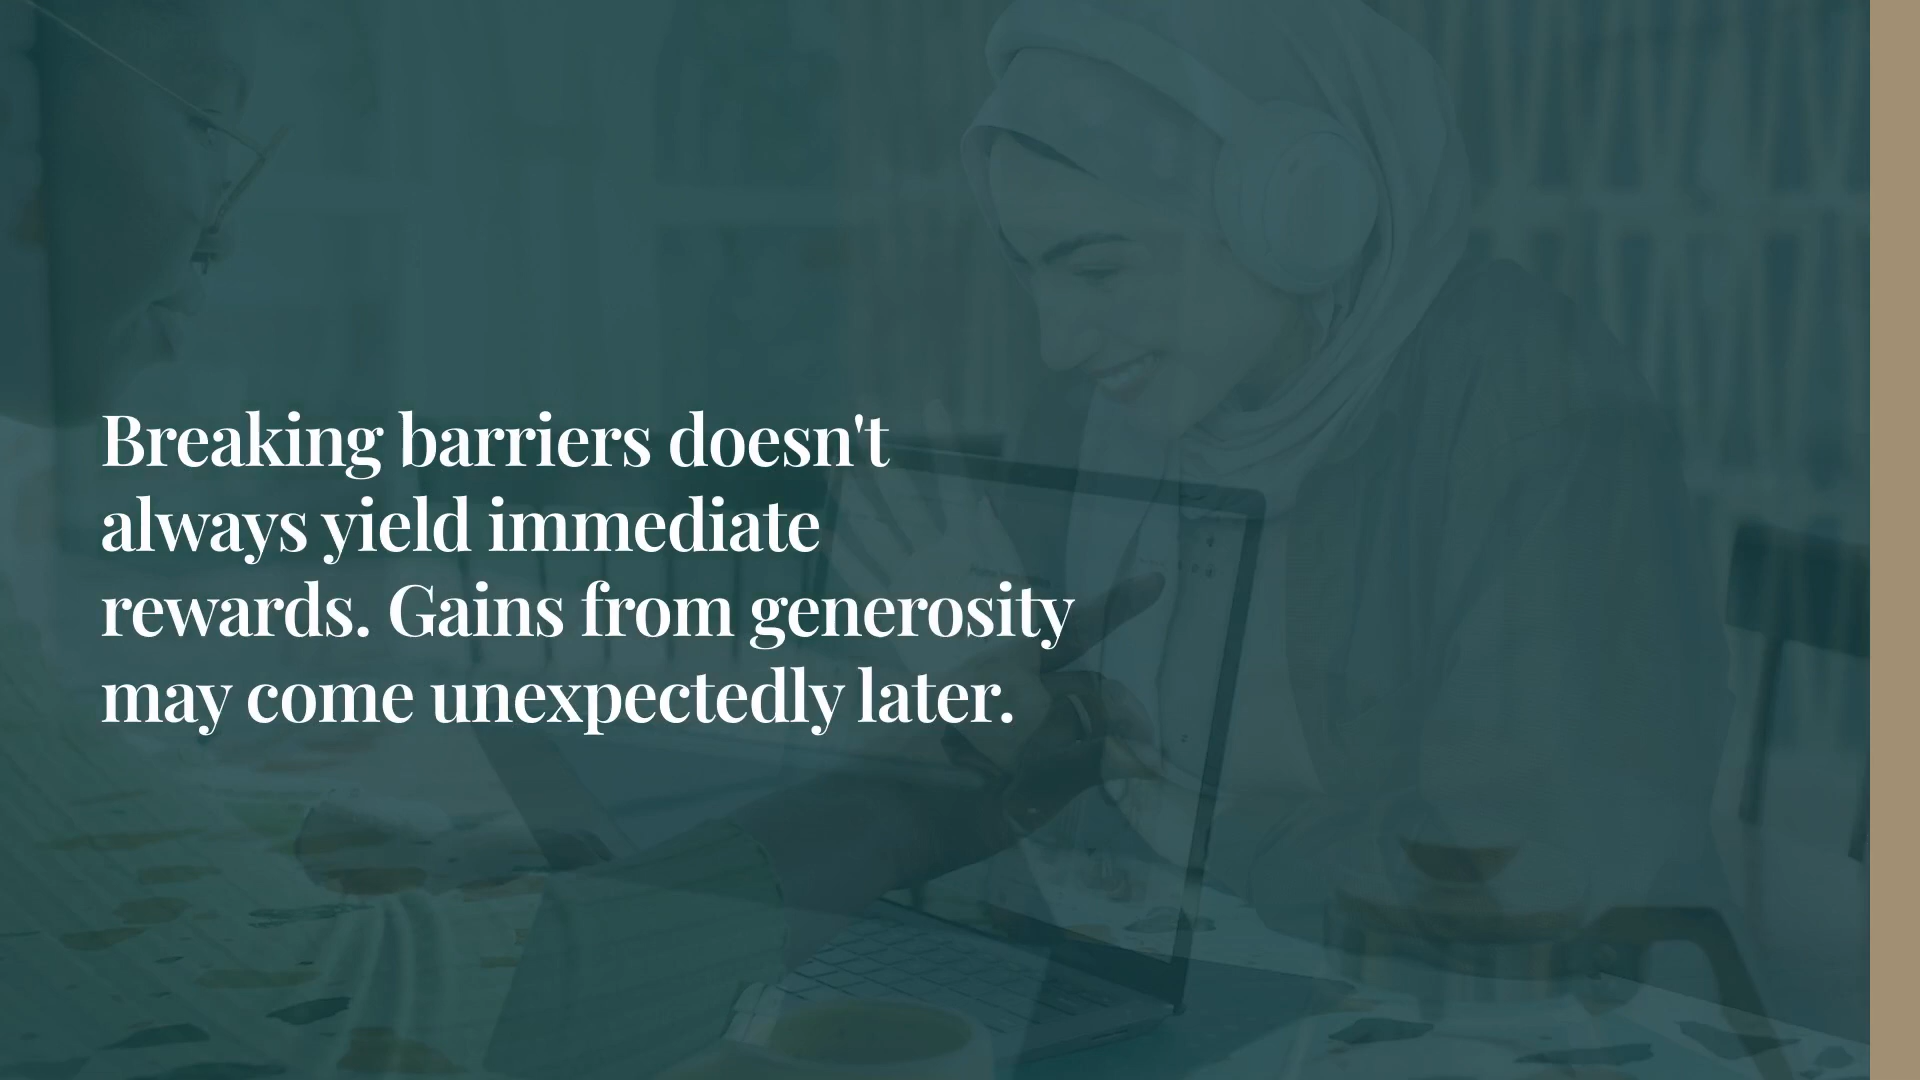 Breaking barriers doesn't
always yield immediate
rewards. Gains from generosity
may come unexpectedly later.